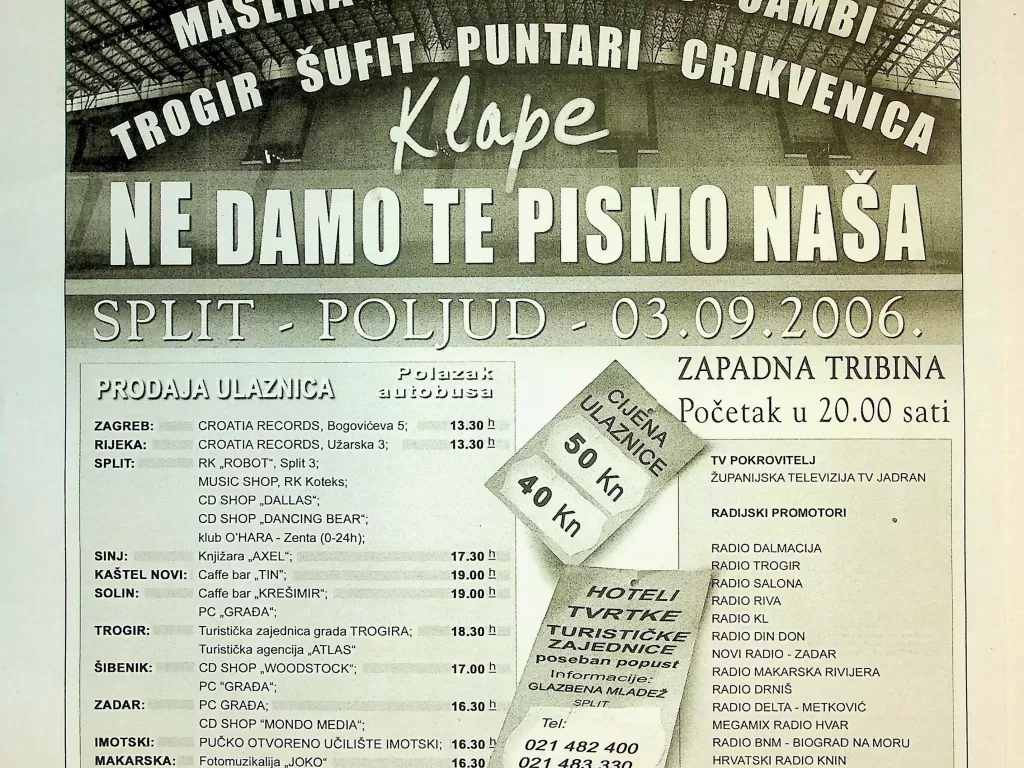 MASLINA
GAMBI
TROGIR ŠUFIT PUNTARI CRIKVENICA
Klape
NE DAMO TE PISMO NAŠA
SPLIT - POLJUD - 03.09.2006.
ZAPADNA TRIBINA
Početak u 20.00 sati
PRODAJA ULAZNICA
Polazak autobusa
ZAGREB: CROATIA RECORDS, Bogovićeva 5; 13.30 h
RIJEKA: CROATIA RECORDS, Užarska 3; 13.30 h
SPLIT: RK „ROBOT“, Split 3;
MUSIC SHOP, RK Koteks;
CD SHOP „DALLAS“;
CD SHOP „DANCING BEAR“;
klub O'HARA - Zenta (0-24h);
SINJ: Knjižara „AXEL“; 17.30 h
KAŠTEL NOVI: Caffe bar „TIN“; 19.00 h
SOLIN: Caffe bar „KREŠIMIR“; 19.00 h
PC „GRAĐA“;
TROGIR: Turistička zajednica grada TROGIRA; 18.30 h
Turistička agencija „ATLAS“
ŠIBENIK: CD SHOP „WOODSTOCK“; 17.00 h
PC “GRAĐA“;
ZADAR: PC GRAĐA; 16.30 h
CD SHOP “MONDO MEDIA“;
IMOTSKI: PUČKO OTVORENO UČILIŠTE IMOTSKI; 16.30 h
MAKARSKA: Fotomuzikalija „JOKO“ 16.30
CIJENA
ULAZNICE
50 Kn
40 Kn
HOTELI
TVRTKE
TURISTIČKE
ZAJEDNICE
poseban popust
Informacije:
GLAZBENA MLADEŽ
SPLIT
Tel:
021 482 400
021 483 330
TV POKROVITELJ
ŽUPANIJSKA TELEVIZIJA TV JADRAN
RADIJSKI PROMOTORI
RADIO DALMACIJA
RADIO TROGIR
RADIO SALONA
RADIO RIVA
RADIO KL
RADIO DIN DON
NOVI RADIO - ZADAR
RADIO MAKARSKA RIVIJERA
RADIO DRNIŠ
RADIO DELTA - METKOVIĆ
MEGAMIX RADIO HVAR
RADIO BNM - BIOGRAD NA MORU
HRVATSKI RADIO KNIN